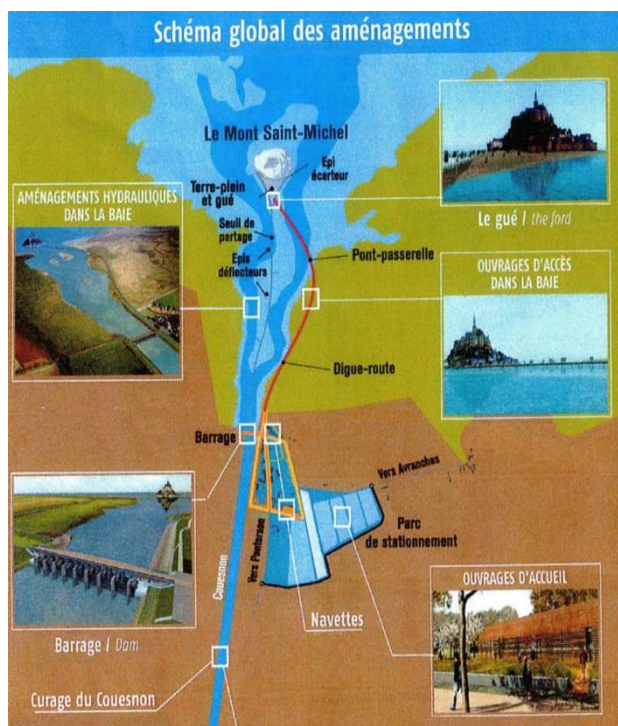 Schéma global des aménagements
Le Mont Saint-Michel
Epi
écarteur
Terre-plein
et gué
Le gué / the ford
AMÉNAGEMENTS HYDRAULIQUES
DANS LA BAIE
Seuil de
partage
Epis
déflecteurs
Pont-passerelle
OUVRAGES D'ACCÈS
DANS LA BAIE
Digue-route
Barrage
Vers Avranches
Parc
de stationnement
Vers Pontorson
Couesnon
Navettes
OUVRAGES D'ACCUEIL
Barrage / Dam
Curage du Couesnon